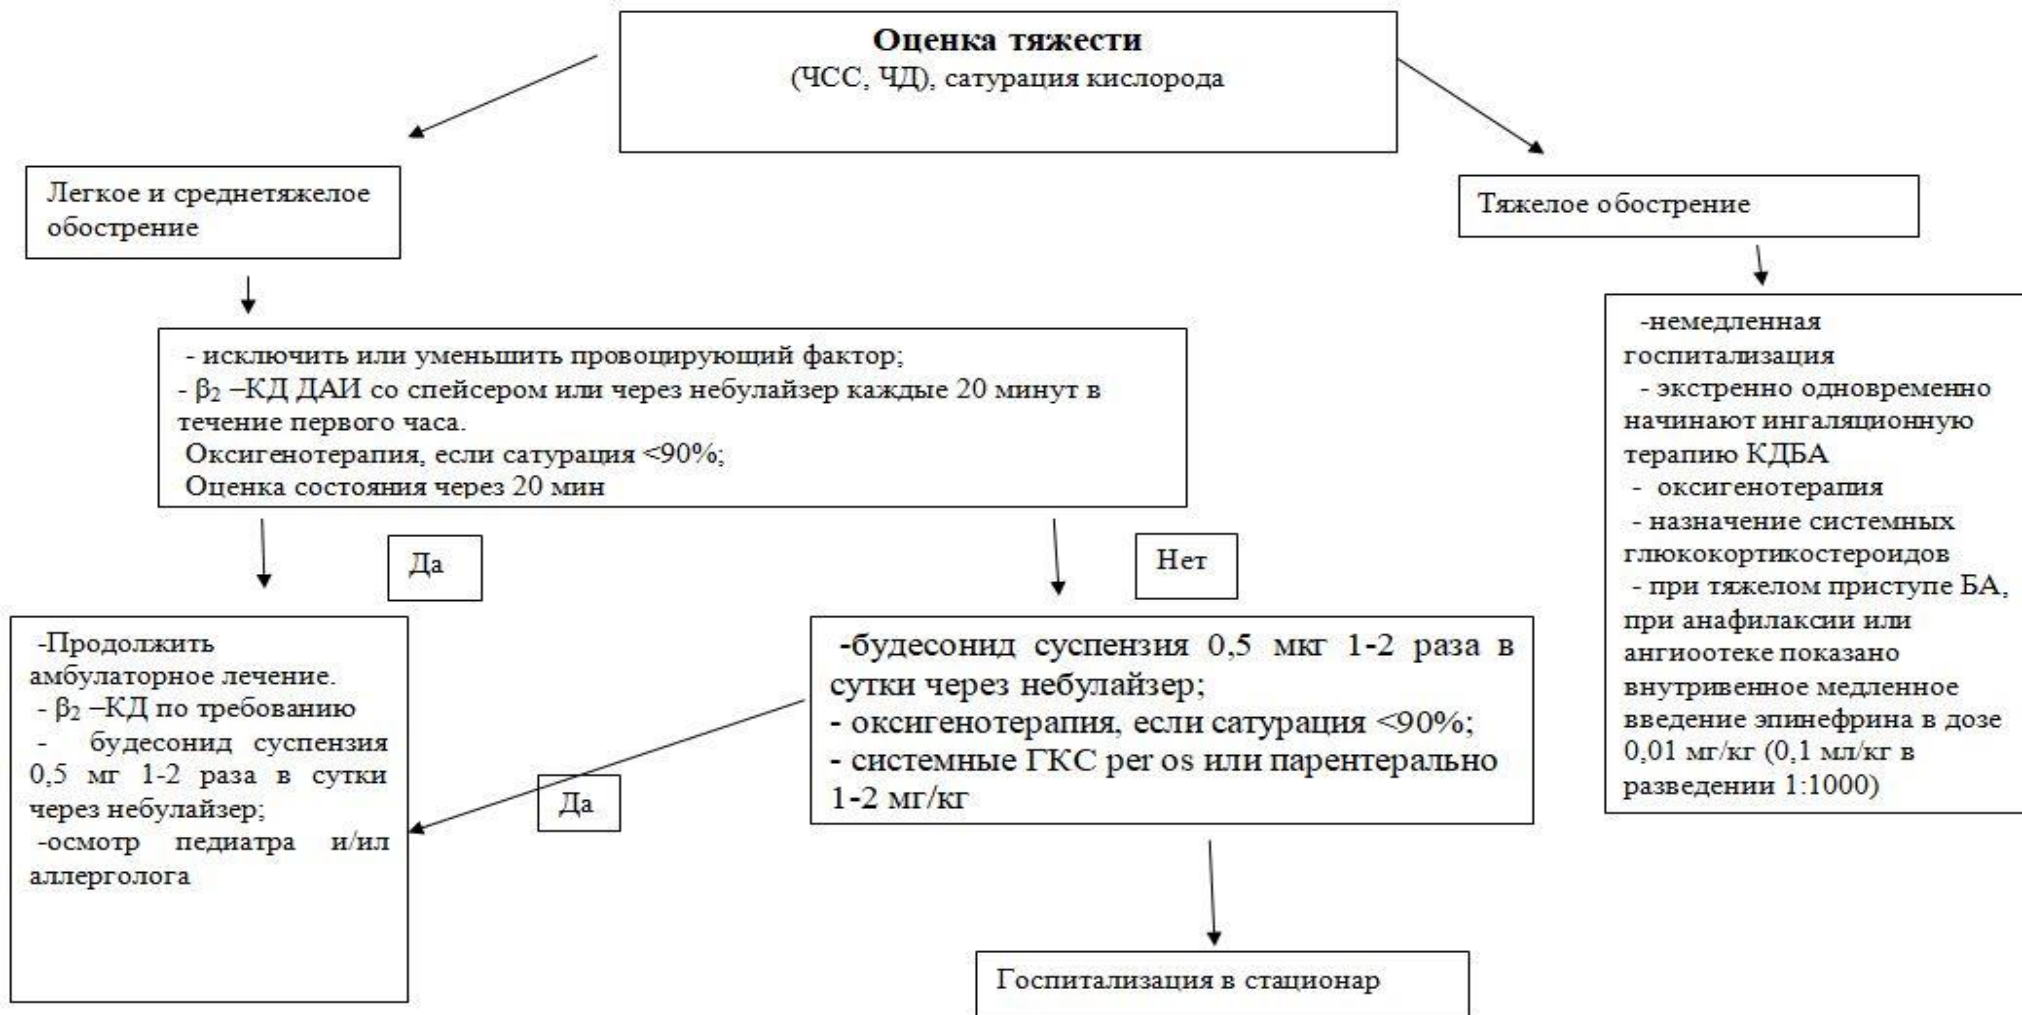 Оценка тяжести
(ЧСС, ЧД), сатурация кислорода
Легкое и среднетяжелое
обострение
Тяжелое обострение
- исключить или уменьшить провоцирующий фактор;
- β₂ –КД ДАИ со спейсером или через небулайзер каждые 20 минут в
течение первого часа.
Оксигенотерапия, если сатурация <90%;
Оценка состояния через 20 мин
-немедленная
госпитализация
- экстренно одновременно
начинают ингаляционную
терапию КДБА
- оксигенотерапия
- назначение системных
глюкокортикостероидов
- при тяжелом приступе БА,
при анафилаксии или
ангиоотеке показано
внутривенное медленное
введение эпинефрина в дозе
0,01 мг/кг (0,1 мл/кг в
разведении 1:1000)
Да
Нет
-Продолжить
амбулаторное лечение.
- β₂ –КД по требованию
- будесонид суспензия
0,5 мг 1-2 раза в сутки
через небулайзер;
-осмотр педиатра и/ил
аллерголога
-будесонид суспензия 0,5 мкг 1-2 раза в
сутки через небулайзер;
- оксигенотерапия, если сатурация <90%;
- системные ГКС per os или парентерально
1-2 мг/кг
Да
Госпитализация в стационар